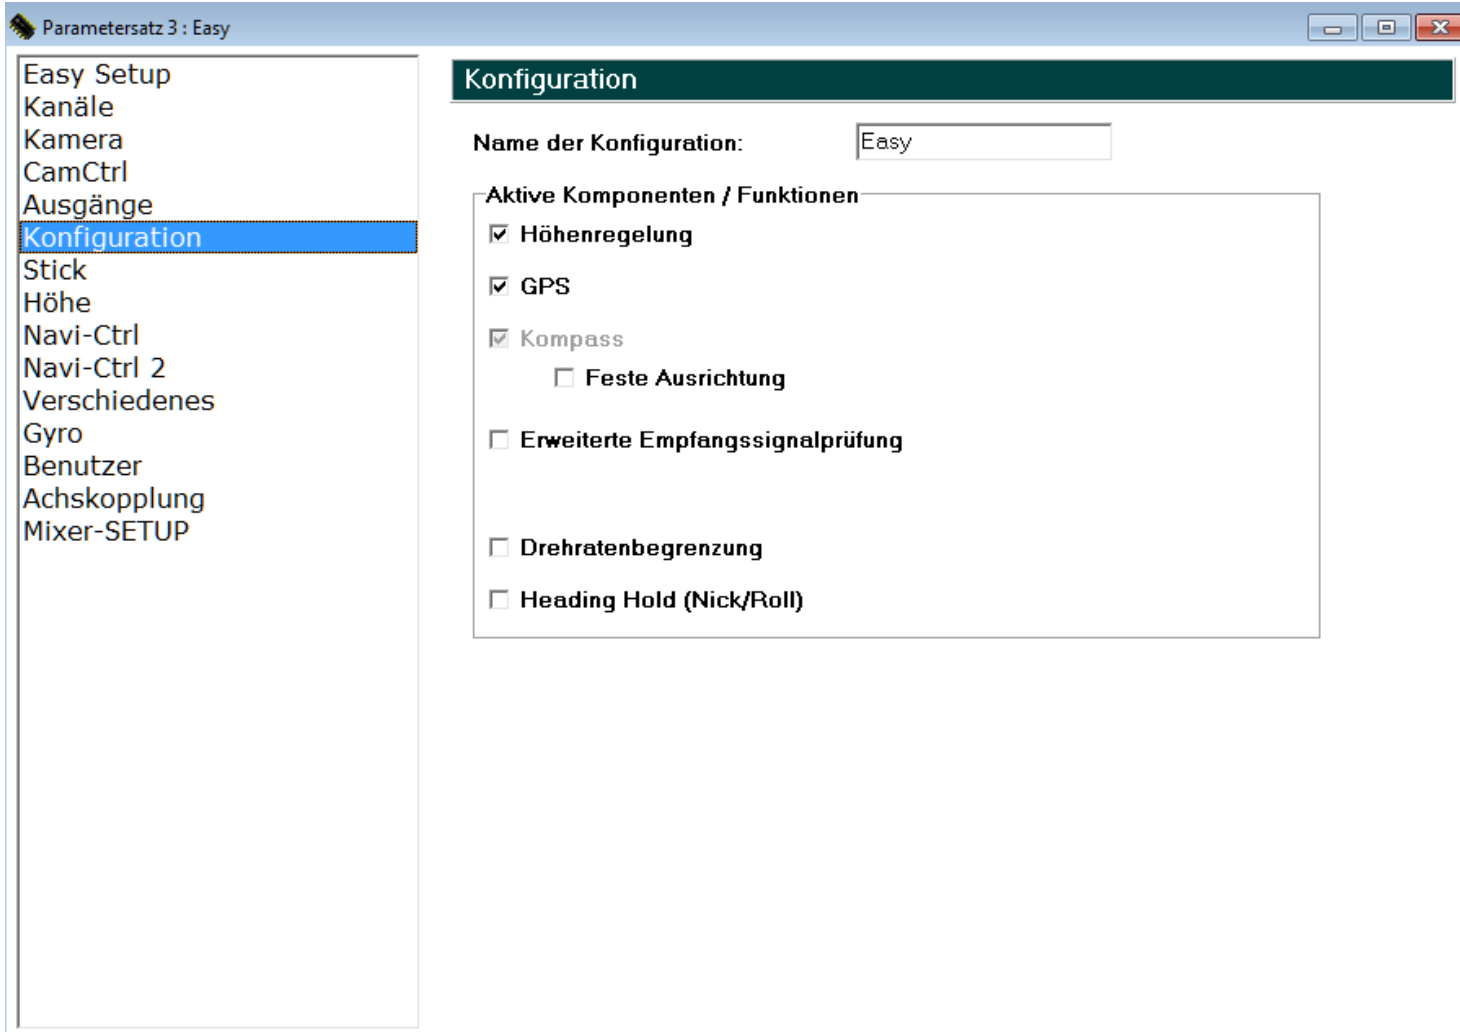 Parametersatz 3 : Easy
Easy Setup
Kanäle
Kamera
CamCtrl
Ausgänge
Konfiguration
Stick
Höhe
Navi-Ctrl
Navi-Ctrl 2
Verschiedenes
Gyro
Benutzer
Achskopplung
Mixer-SETUP
Konfiguration
Name der Konfiguration: Easy
Aktive Komponenten / Funktionen
Höhenregelung
GPS
Kompass
Feste Ausrichtung
Erweiterte Empfangssignalprüfung
Drehratenbegrenzung
Heading Hold (Nick/Roll)